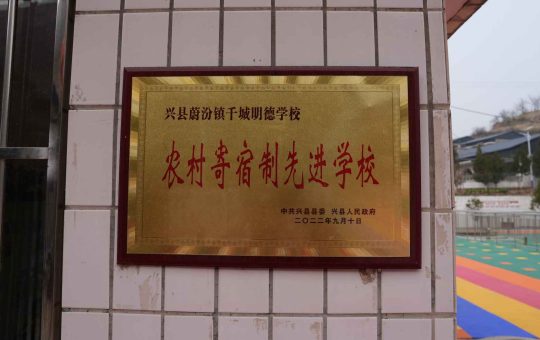 兴县蔚汾镇千城明德学校
农村寄宿制先进学校
中共兴县县委 兴县人民政府
二〇二二年九月十日